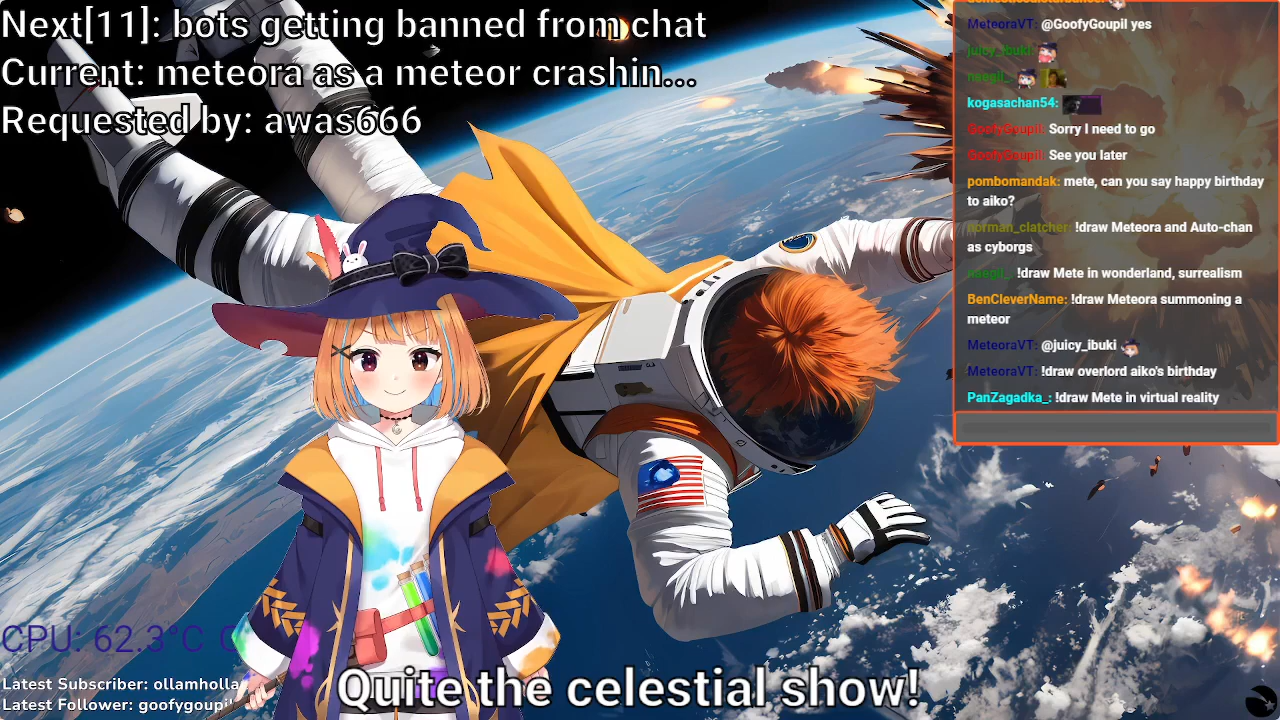 Next[11]: bots getting banned from chat
Current: meteora as a meteor crashin...
Requested by: awas666
MeteoraVT: @GoofyGoupil yes
juicy_ibuki:
naegii_:
kogasachan54:
GoofyGoupil: Sorry I need to go
GoofyGoupil: See you later
pombomandak: mete, can you say happy birthday
to aiko?
norman_clatcher: !draw Meteora and Auto-chan
as cyborgs
naegii_: !draw Mete in wonderland, surrealism
BenCleverName: !draw Meteora summoning a
meteor
MeteoraVT: @juicy_ibuki
MeteoraVT: !draw overlord aiko's birthday
PanZagadka_: !draw Mete in virtual reality
CPU: 62.3°C
Latest Subscriber: ollamholla
Latest Follower: goofygoupil
Quite the celestial show!